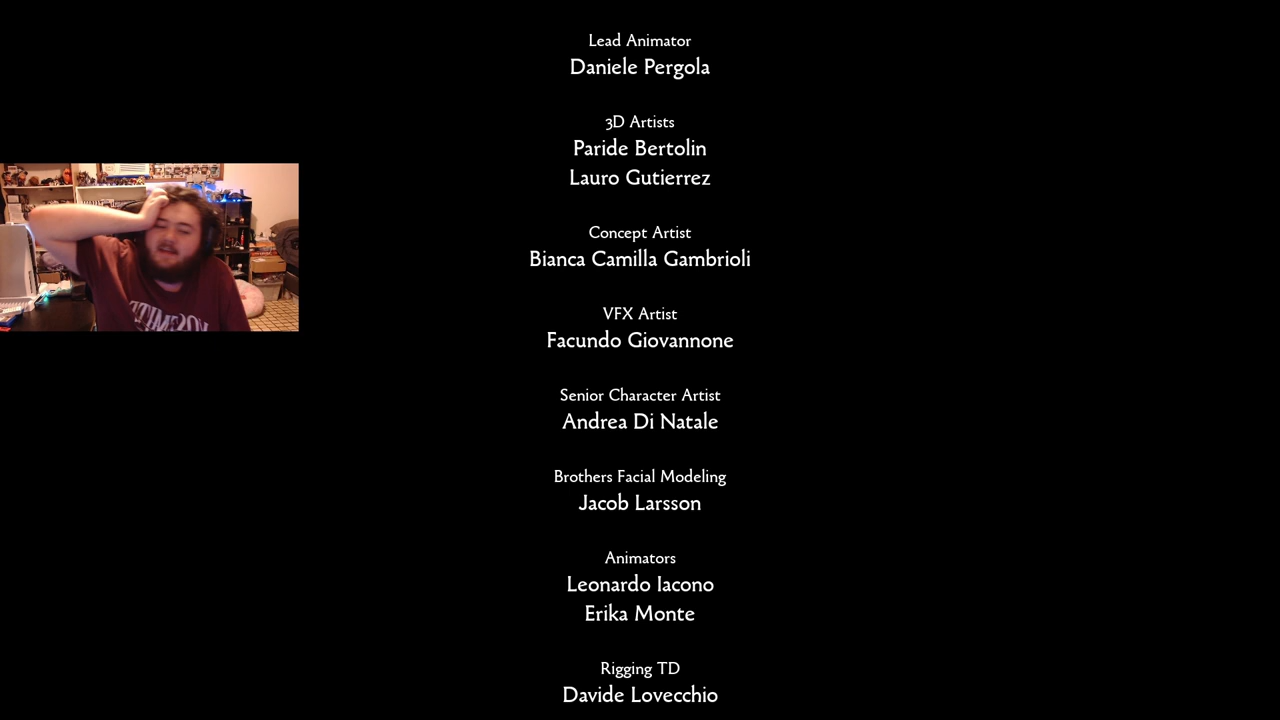 Lead Animator
Daniele Pergola
3D Artists
Paride Bertolin
Lauro Gutierrez
Concept Artist
Bianca Camilla Gambrioli
VFX Artist
Facundo Giovannone
Senior Character Artist
Andrea Di Natale
Brothers Facial Modeling
Jacob Larsson
Animators
Leonardo Iacono
Erika Monte
Rigging TD
Davide Lovecchio